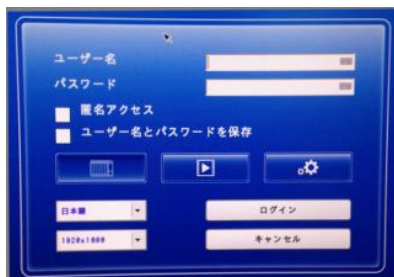 ユーザー名
パスワード
匿名アクセス
ユーザー名とパスワードを保存
日本語
ログイン
1920x1080
キャンセル